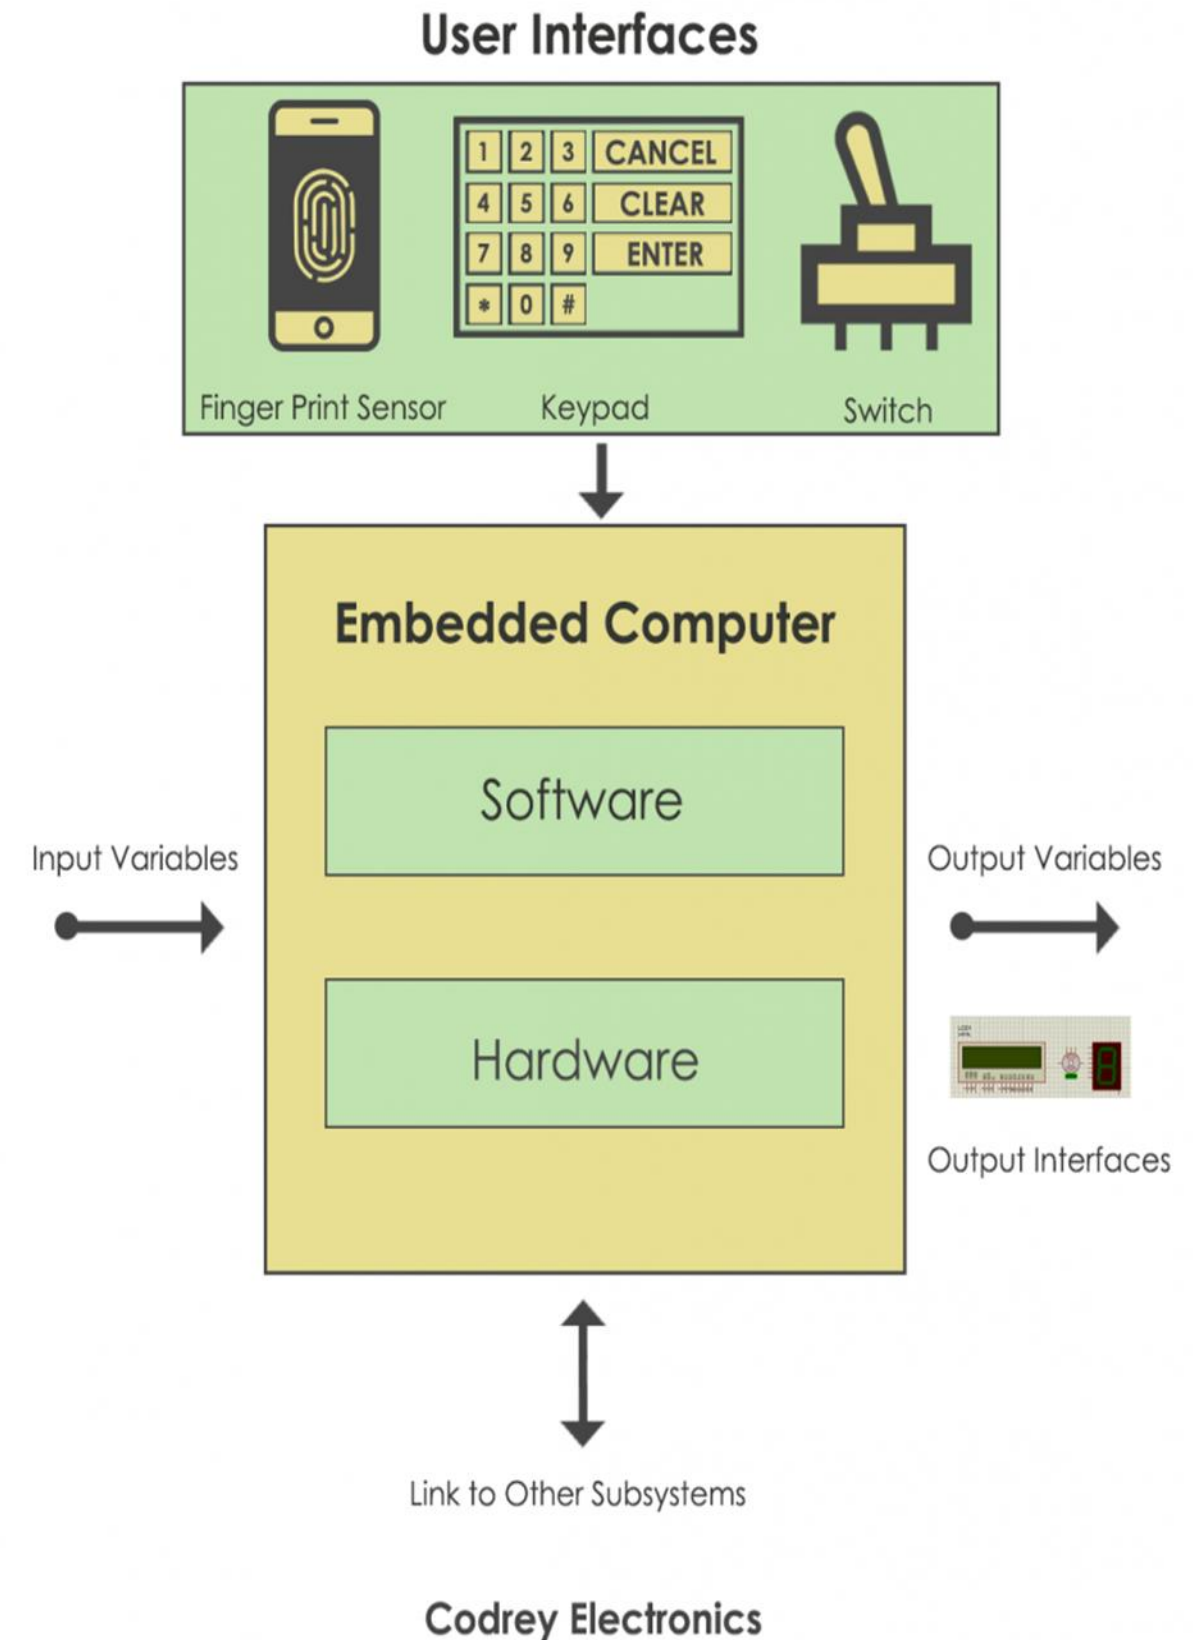 User Interfaces
1 2 3 CANCEL
4 5 6 CLEAR
7 8 9 ENTER
* 0 #
Finger Print Sensor Keypad Switch
Embedded Computer
Software
Input Variables
Output Variables
Hardware
Output Interfaces
Link to Other Subsystems
Codrey Electronics